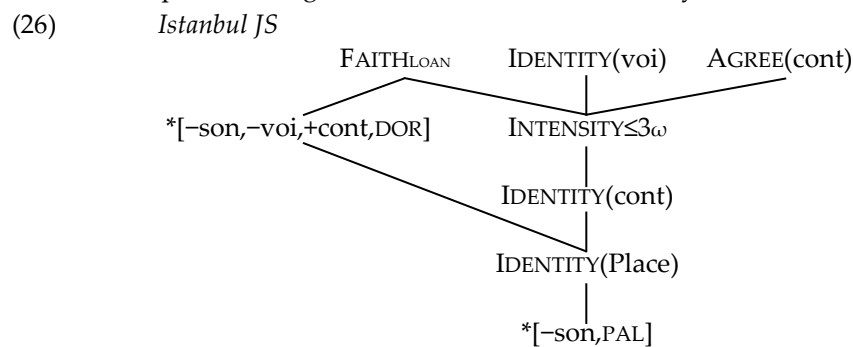 (26) Istanbul JS
FAITHLOAN IDENTITY(voi) AGREE(cont)
*[−son,−voi,+cont,DOR] INTENSITY≤3ω
IDENTITY(cont)
IDENTITY(Place)
*[−son,PAL]